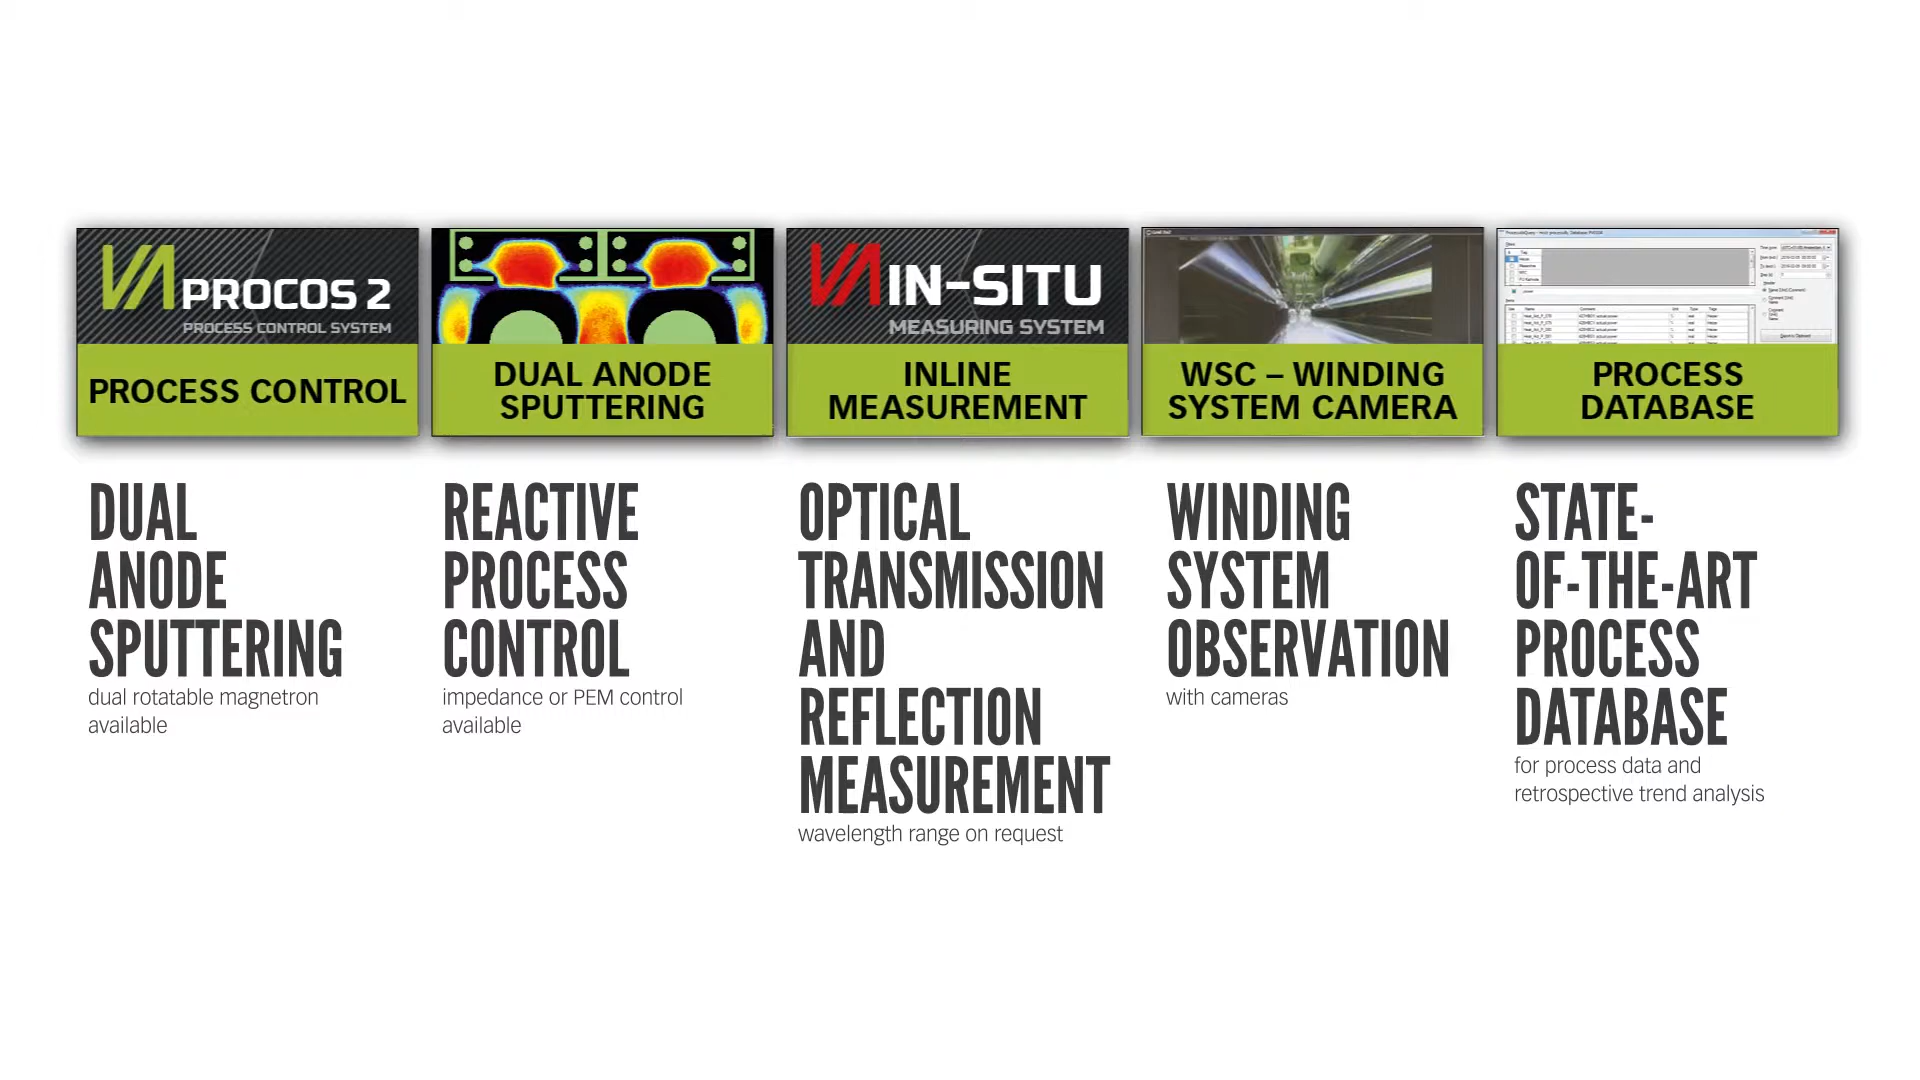 PROCOS 2
PROCESS CONTROL SYSTEM
PROCESS CONTROL
DUAL ANODE
SPUTTERING
IN-SITU
MEASURING SYSTEM
INLINE
MEASUREMENT
WSC – WINDING
SYSTEM CAMERA
PROCESS
DATABASE
DUAL
ANODE
SPUTTERING
dual rotatable magnetron
available
REACTIVE
PROCESS
CONTROL
impedance or PEM control
available
OPTICAL
TRANSMISSION
AND
REFLECTION
MEASUREMENT
wavelength range on request
WINDING
SYSTEM
OBSERVATION
with cameras
STATE-
OF-THE-ART
PROCESS
DATABASE
for process data and
retrospective trend analysis